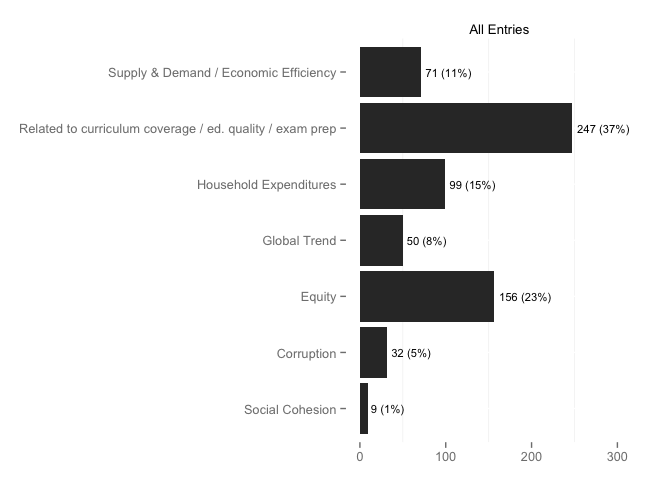 All Entries
Supply & Demand / Economic Efficiency
71 (11%)
Related to curriculum coverage / ed. quality / exam prep
247 (37%)
Household Expenditures
99 (15%)
Global Trend
50 (8%)
Equity
156 (23%)
Corruption
32 (5%)
Social Cohesion
9 (1%)
0 100 200 300